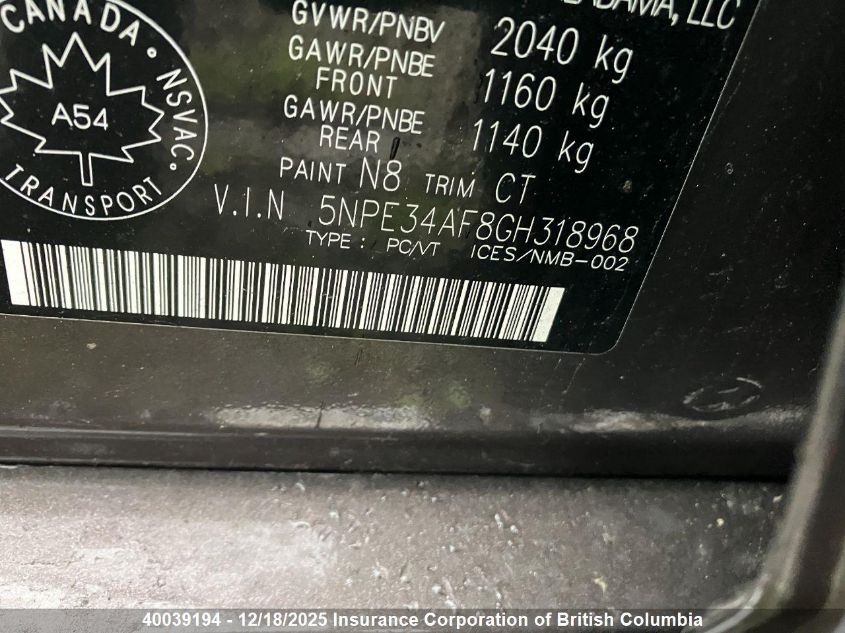 ABAMA, LLC
GVWR/PNBV 2040 kg
GAWR/PNBE FRONT 1160 kg
GAWR/PNBE REAR 1140 kg
PAINT N8 TRIM CT
V.I.N 5NPE34AF8GH318968
TYPE : PC/VT ICES/NMB-002
CANADA • NSVAC • TRANSPORT
A54
40039194 - 12/18/2025 Insurance Corporation of British Columbia